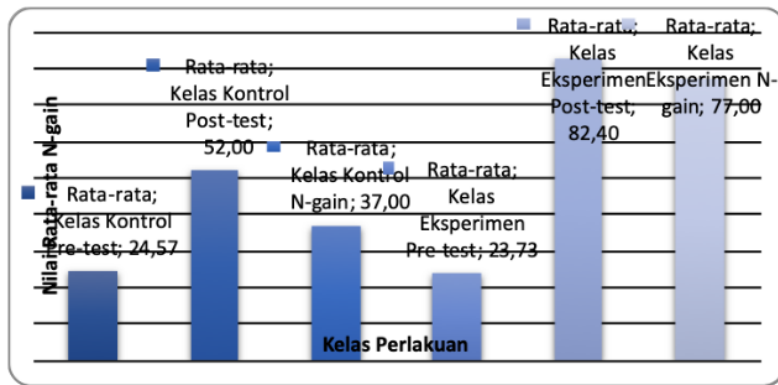 Nilai Rata-rata N-gain
Rata-rata;
Kelas Kontrol
Pre-test; 24,57
Rata-rata;
Kelas Kontrol
Post-test;
52,00
Rata-rata;
Kelas Kontrol
N-gain; 37,00
Rata-rata;
Kelas
Eksperimen
Pre-test; 23,73
Rata-rata;
Kelas
Eksperimen
Post-test;
82,40
Rata-rata;
Kelas
Eksperimen N-
gain; 77,00
Kelas Perlakuan